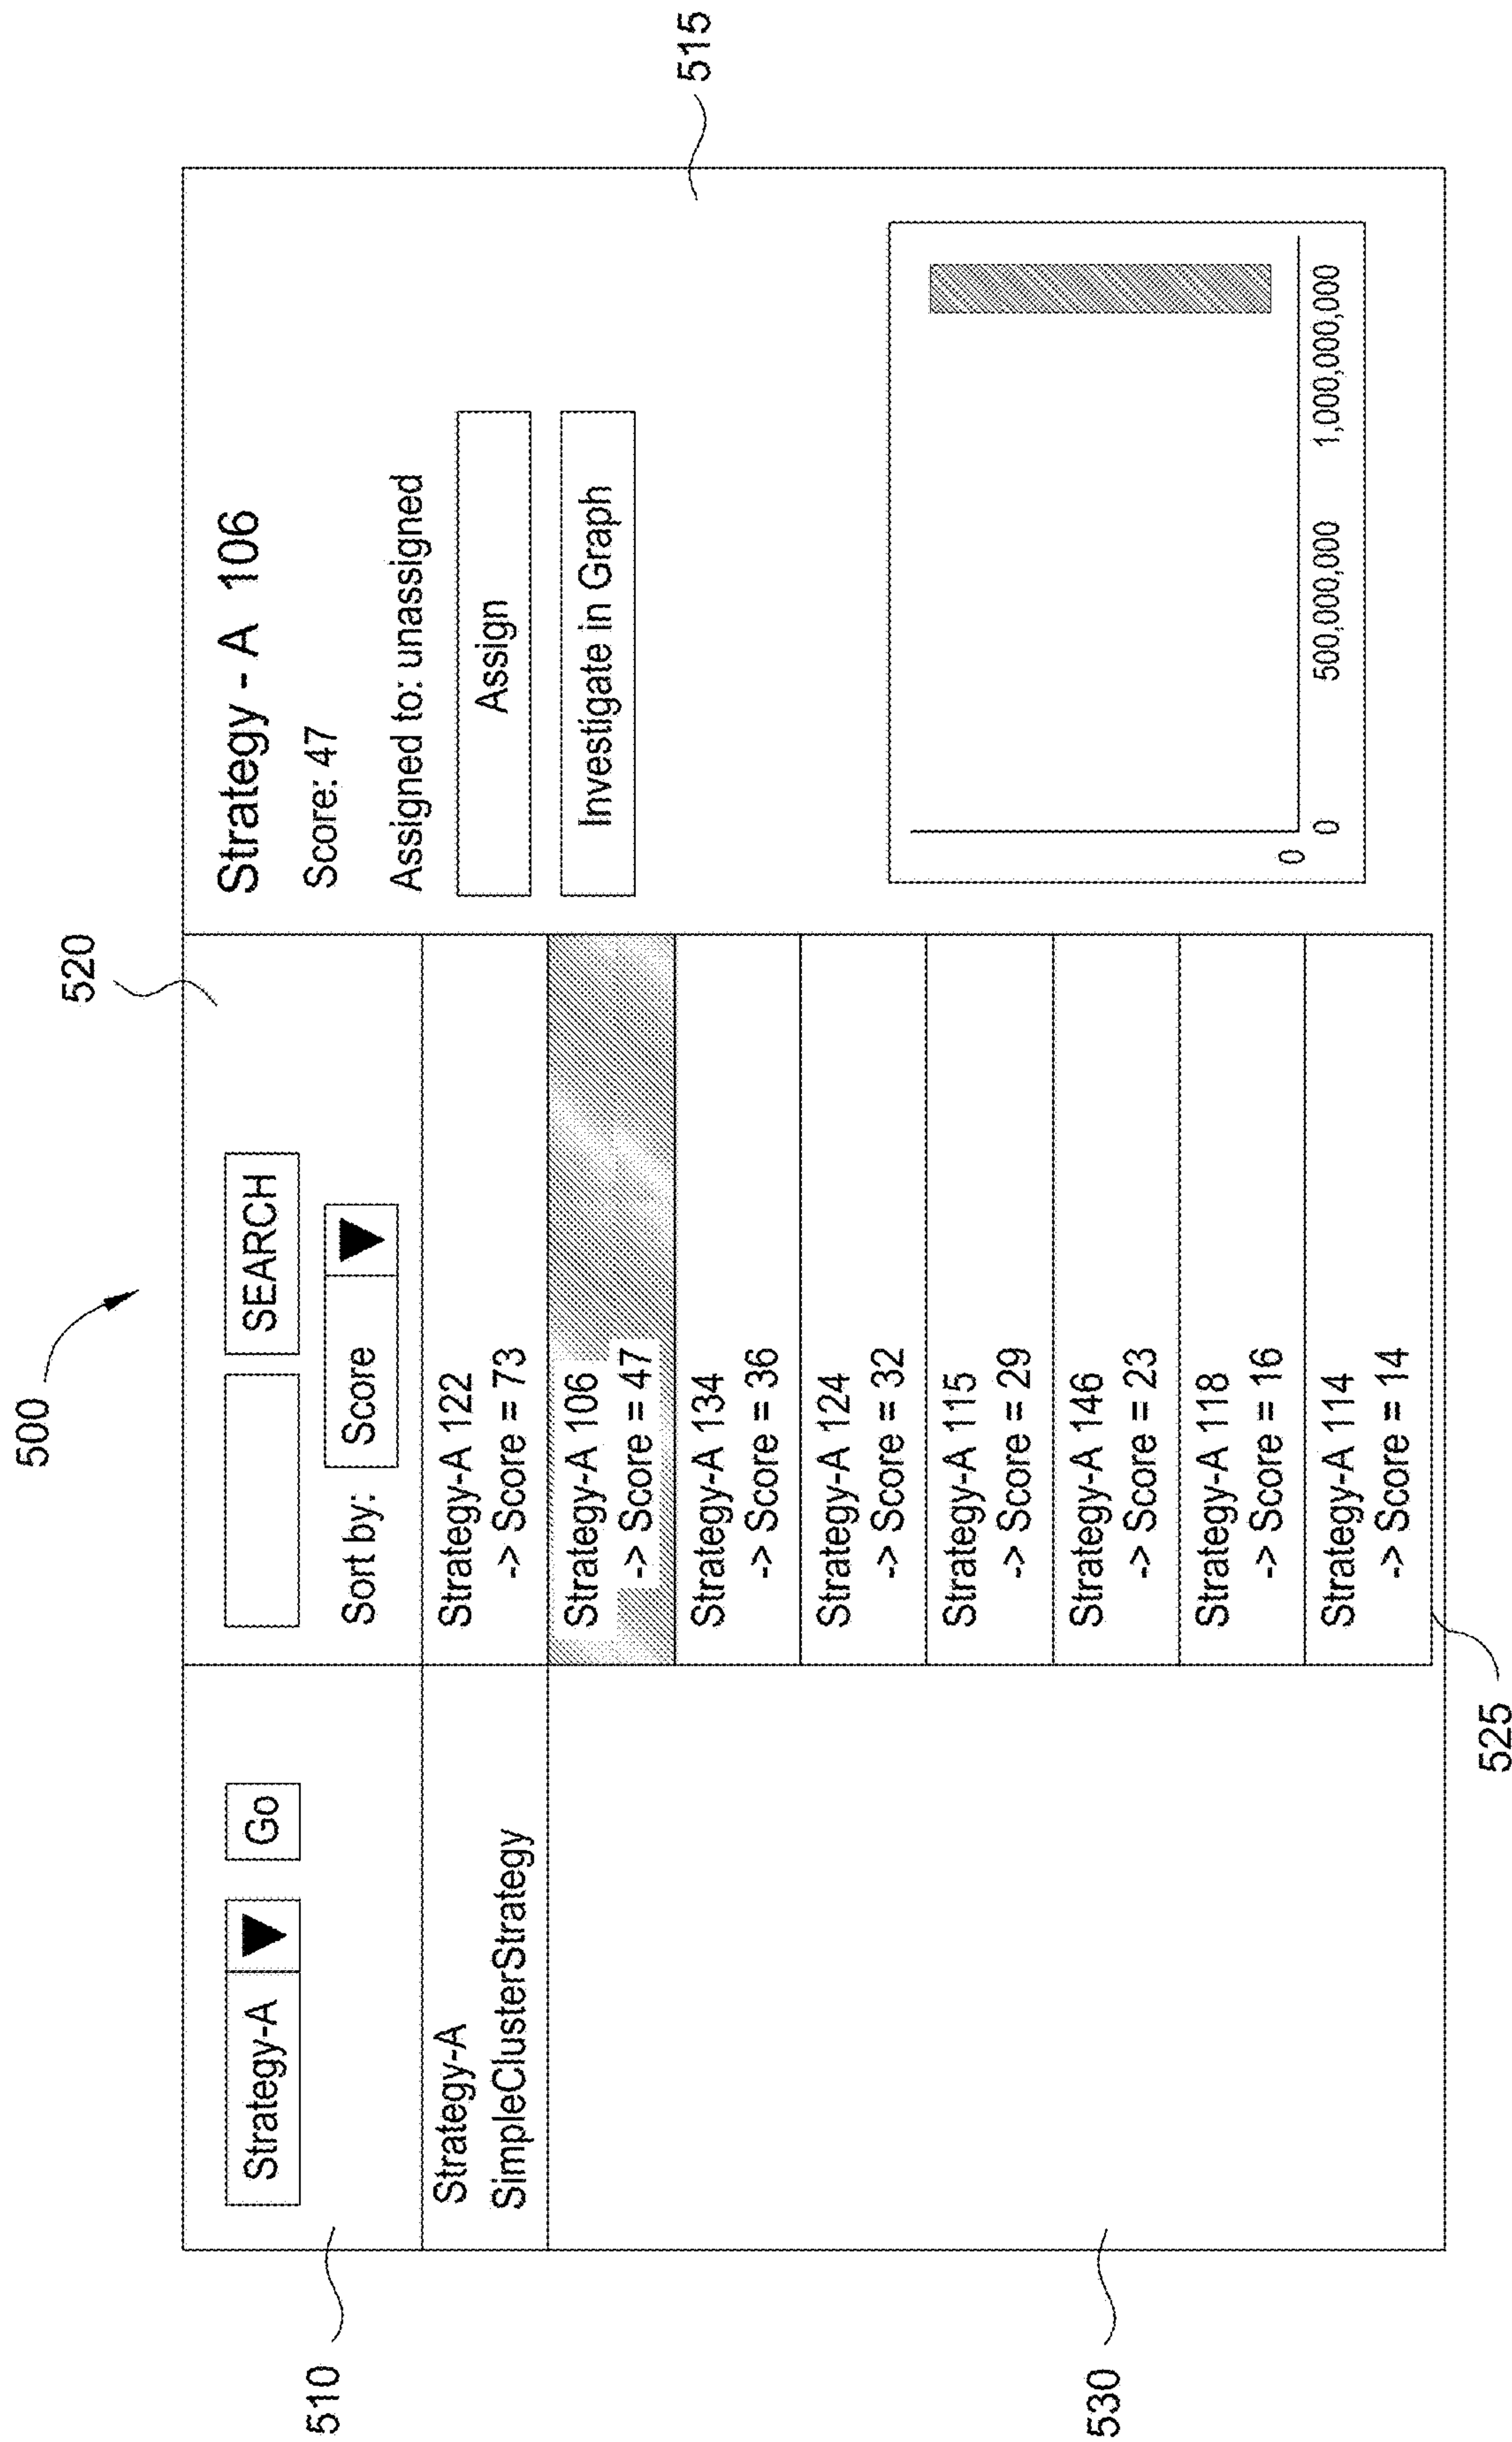 500
520
515
510
530
525
Strategy-A
Go
Strategy-A
SimpleClusterStrategy
SEARCH
Sort by: Score
Strategy-A 122
-> Score = 73
Strategy-A 106
-> Score = 47
Strategy-A 134
-> Score = 36
Strategy-A 124
-> Score = 32
Strategy-A 115
-> Score = 29
Strategy-A 146
-> Score = 23
Strategy-A 118
-> Score = 16
Strategy-A 114
-> Score = 14
Strategy - A 106
Score: 47
Assigned to: unassigned
Assign
Investigate in Graph
0
0 500,000,000 1,000,000,000